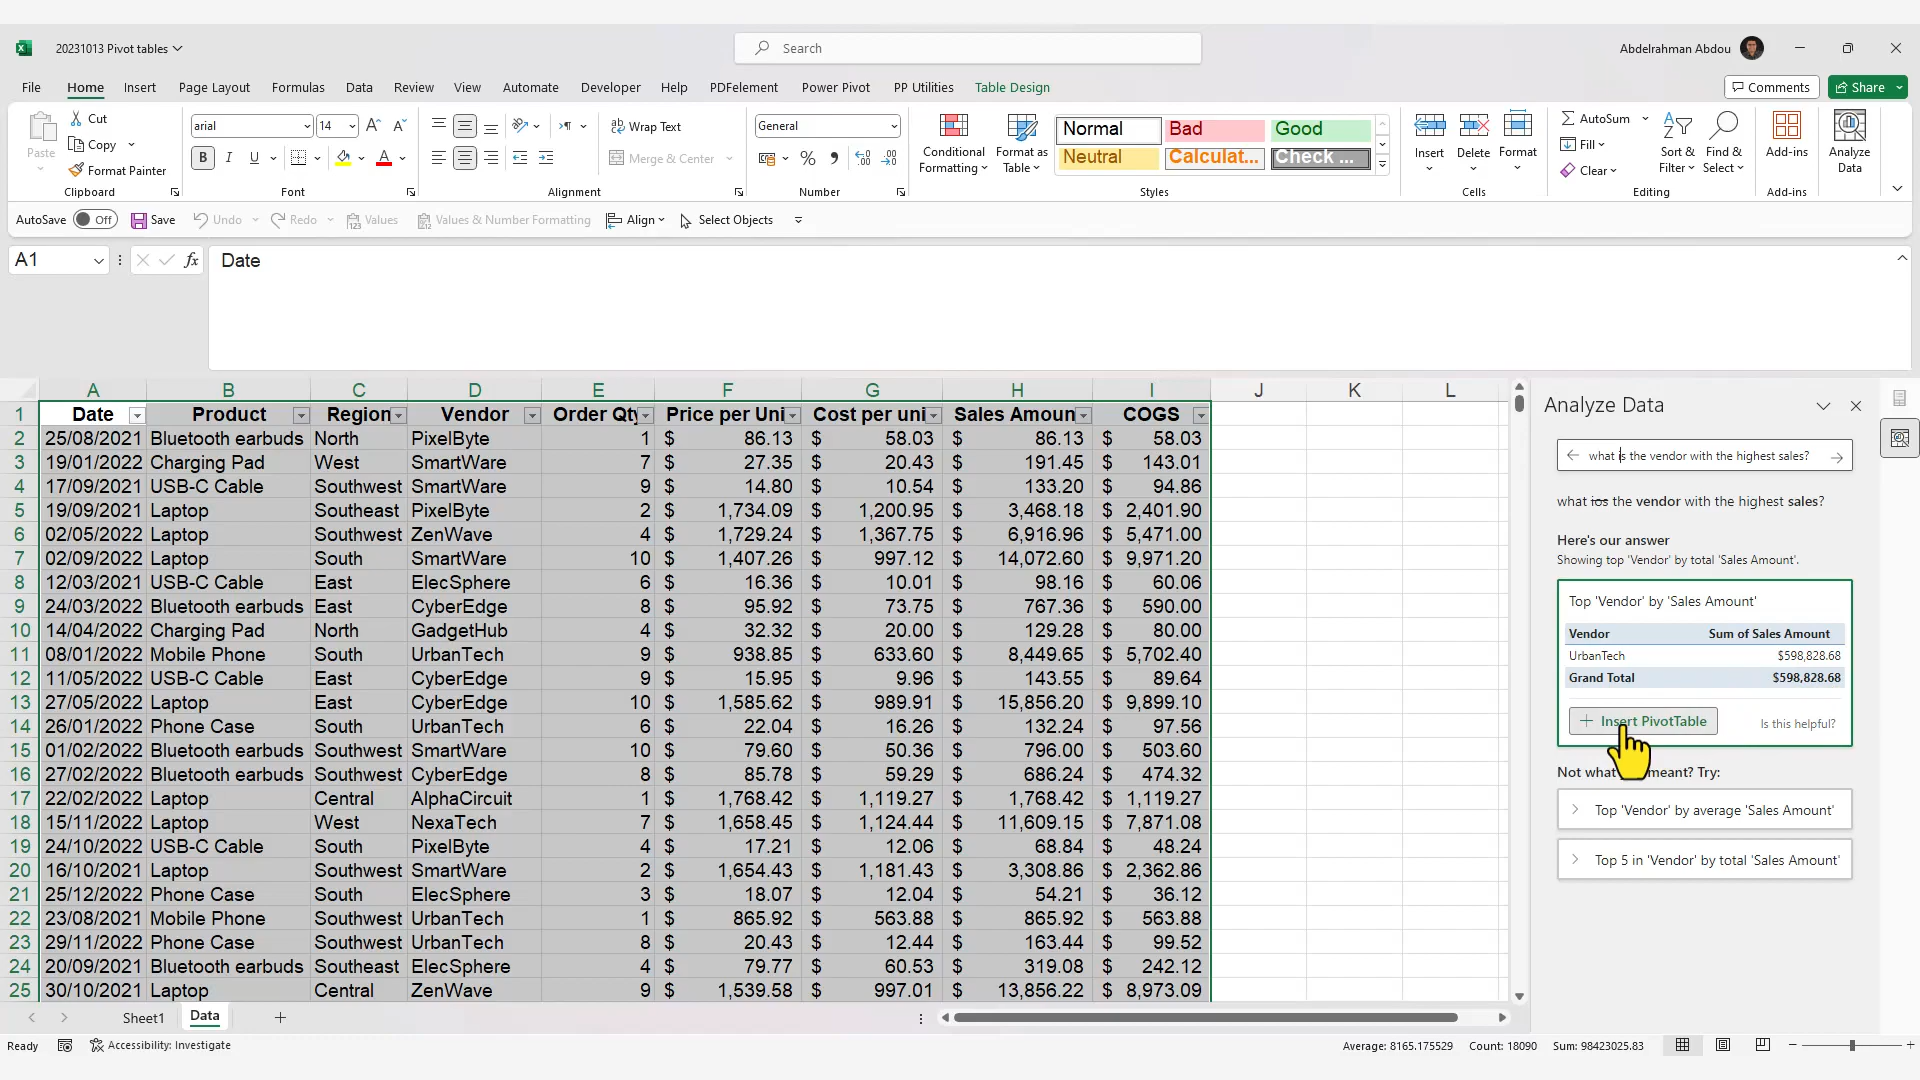 20231013 Pivot tables
Search
Abdelrahman Abdou
File Home Insert Page Layout Formulas Data Review View Automate Developer Help PDFelement Power Pivot PP Utilities Table Design Comments Share
Paste
Cut
Copy
Format Painter
Clipboard
arial 14
B I U
Font
Wrap Text
Merge & Center
Alignment
General
Number
Conditional Formatting
Format as Table
Normal Bad Good
Neutral Calculat... Check ...
Styles
Insert Delete Format
Cells
AutoSum
Fill
Clear
Sort & Filter
Find & Select
Editing
Add-ins
Add-ins
Analyze Data
AutoSave Off Save Undo Redo Values Values & Number Formatting Align Select Objects
A1 fx Date
A B C D E F G H I J K L
1 Date Product Region Vendor Order Qty Price per Uni Cost per uni Sales Amoun COGS
2 25/08/2021 Bluetooth earbuds North PixelByte 1 $ 86.13 $ 58.03 $ 86.13 $ 58.03
3 19/01/2022 Charging Pad West SmartWare 7 $ 27.35 $ 20.43 $ 191.45 $ 143.01
4 17/09/2021 USB-C Cable Southwest SmartWare 9 $ 14.80 $ 10.54 $ 133.20 $ 94.86
5 19/09/2021 Laptop Southeast PixelByte 2 $ 1,734.09 $ 1,200.95 $ 3,468.18 $ 2,401.90
6 02/05/2022 Laptop Southwest ZenWave 4 $ 1,729.24 $ 1,367.75 $ 6,916.96 $ 5,471.00
7 02/09/2022 Laptop South SmartWare 10 $ 1,407.26 $ 997.12 $ 14,072.60 $ 9,971.20
8 12/03/2021 USB-C Cable East ElecSphere 6 $ 16.36 $ 10.01 $ 98.16 $ 60.06
9 24/03/2022 Bluetooth earbuds East CyberEdge 8 $ 95.92 $ 73.75 $ 767.36 $ 590.00
10 14/04/2022 Charging Pad North GadgetHub 4 $ 32.32 $ 20.00 $ 129.28 $ 80.00
11 08/01/2022 Mobile Phone South UrbanTech 9 $ 938.85 $ 633.60 $ 8,449.65 $ 5,702.40
12 11/05/2022 USB-C Cable East CyberEdge 9 $ 15.95 $ 9.96 $ 143.55 $ 89.64
13 27/05/2022 Laptop East CyberEdge 10 $ 1,585.62 $ 989.91 $ 15,856.20 $ 9,899.10
14 26/01/2022 Phone Case South UrbanTech 6 $ 22.04 $ 16.26 $ 132.24 $ 97.56
15 01/02/2022 Bluetooth earbuds Southwest SmartWare 10 $ 79.60 $ 50.36 $ 796.00 $ 503.60
16 27/02/2022 Bluetooth earbuds Southwest CyberEdge 8 $ 85.78 $ 59.29 $ 686.24 $ 474.32
17 22/02/2022 Laptop Central AlphaCircuit 1 $ 1,768.42 $ 1,119.27 $ 1,768.42 $ 1,119.27
18 15/11/2022 Laptop West NexaTech 7 $ 1,658.45 $ 1,124.44 $ 11,609.15 $ 7,871.08
19 24/10/2022 USB-C Cable South PixelByte 4 $ 17.21 $ 12.06 $ 68.84 $ 48.24
20 16/10/2021 Laptop Southwest SmartWare 2 $ 1,654.43 $ 1,181.43 $ 3,308.86 $ 2,362.86
21 25/12/2022 Phone Case South ElecSphere 3 $ 18.07 $ 12.04 $ 54.21 $ 36.12
22 23/08/2021 Mobile Phone Southwest UrbanTech 1 $ 865.92 $ 563.88 $ 865.92 $ 563.88
23 29/11/2022 Phone Case Southwest UrbanTech 8 $ 20.43 $ 12.44 $ 163.44 $ 99.52
24 20/09/2021 Bluetooth earbuds Southeast ElecSphere 4 $ 79.77 $ 60.53 $ 319.08 $ 242.12
25 30/10/2021 Laptop Central ZenWave 9 $ 1,539.58 $ 997.01 $ 13,856.22 $ 8,973.09
Analyze Data
what is the vendor with the highest sales?
what ios the vendor with the highest sales?
Here's our answer
Showing top 'Vendor' by total 'Sales Amount'.
Top 'Vendor' by 'Sales Amount'
Vendor Sum of Sales Amount
UrbanTech $598,828.68
Grand Total $598,828.68
Insert PivotTable Is this helpful?
Not what meant? Try:
Top 'Vendor' by average 'Sales Amount'
Top 5 in 'Vendor' by total 'Sales Amount'
Sheet1 Data
Ready Accessibility: Investigate Average: 8165.175529 Count: 18090 Sum: 98423025.83